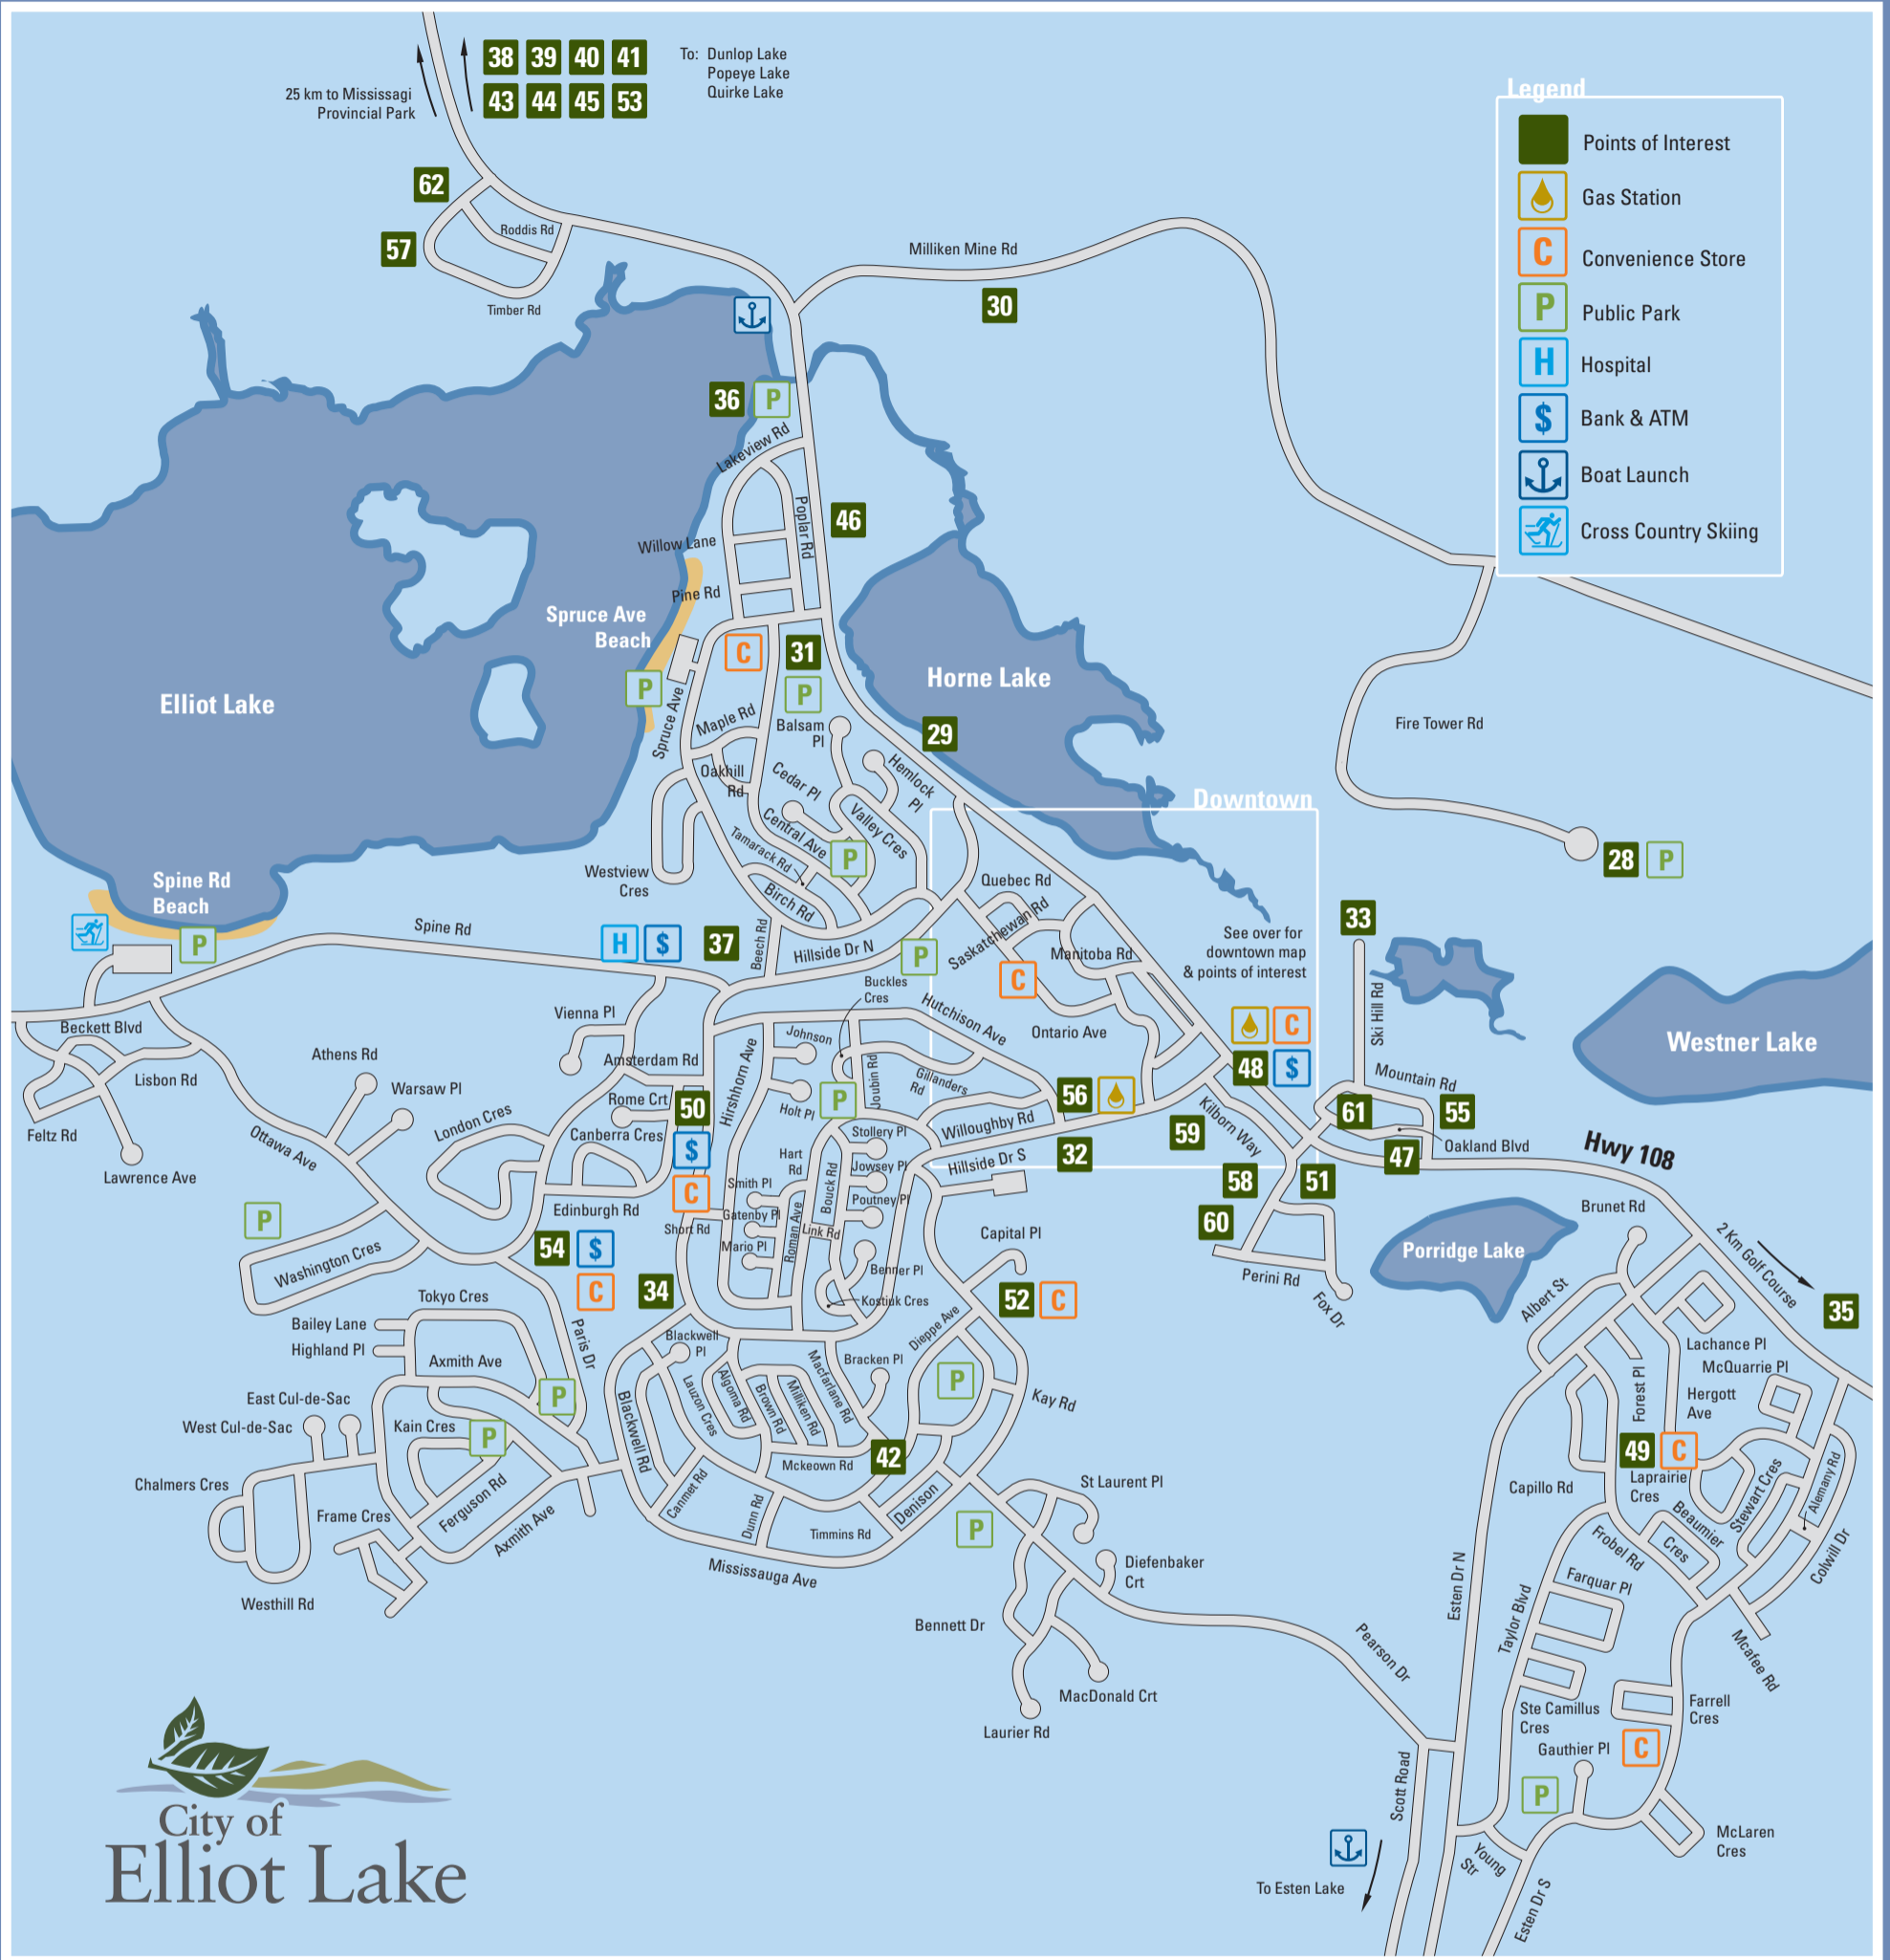 38 39 40 41
43 44 45 53
To: Dunlop Lake
Popeye Lake
Quirke Lake
25 km to Mississagi
Provincial Park
Legend
Points of Interest
Gas Station
C
Convenience Store
P
Public Park
H
Hospital
$
Bank & ATM
Boat Launch
Cross Country Skiing
62
57
Roddis Rd
Timber Rd
Milliken Mine Rd
30
36
P
Lakeview Rd
Poplar Rd
46
Willow Lane
Pine Rd
Spruce Ave
Beach
P
C
31
P
Elliot Lake
Horne Lake
29
Spruce Ave
Maple Rd
Balsam
Pl
Oakhill
Rd
Cedar Pl
Hemlock
Pl
Valley Cres
Central Ave
Tamarack Rd
P
Birch Rd
Westview
Cres
Fire Tower Rd
28
P
Downtown
Quebec Rd
Saskatchewan Rd
Manitoba Rd
C
Ontario Ave
See over for
downtown map
& points of interest
33
Ski Hill Rd
Westner Lake
Spine Rd
Beach
P
Spine Rd
H
$
37
Beech Rd
Hillside Dr N
P
Buckles
Cres
Hutchison Ave
Vienna Pl
Beckett Blvd
Athens Rd
Lisbon Rd
Warsaw Pl
Amsterdam Rd
Rome Crt
50
Johnson
Hirshhorn Ave
Joubin Rd
Gillanders
Rd
Holt Pl
P
56
C
48
$
Mountain Rd
61
55
Oakland Blvd
47
Hwy 108
Feltz Rd
Lawrence Ave
Ottawa Ave
London Cres
Canberra Cres
$
C
Edinburgh Rd
Short Rd
Stollery Pl
Willoughby Rd
32
59
Kilborn Way
Hart
Rd
Bouck Rd
Jowsey Pl
Hillside Dr S
Smith Pl
Poutney Pl
Gatenby Pl
Roman Ave
Link Rd
Mario Pl
58
51
60
Perini Rd
Fox Dr
Porridge Lake
Brunet Rd
2 Km Golf Course
35
P
Washington Cres
54
$
C
34
Benner Pl
Kostiuk Cres
Capital Pl
52
C
Dieppe Ave
Albert St
Lachance Pl
McQuarrie Pl
Tokyo Cres
Bailey Lane
Highland Pl
Axmith Ave
Paris Dr
Blackwell
Pl
Bracken Pl
P
Kay Rd
Forest Pl
Hergott
Ave
East Cul-de-Sac
West Cul-de-Sac
Kain Cres
P
P
Blackwell Rd
Lauzon Cres
Algoma Rd
Brown Rd
Milliken Rd
Macfarlane Rd
42
Mckeown Rd
49
C
Laprairie
Cres
Stewart Cres
Alemany Rd
Chalmers Cres
Frame Cres
Ferguson Rd
Axmith Ave
Westhill Rd
Canmet Rd
Dunn Rd
Timmins Rd
Denison
Mississauga Ave
P
St Laurent Pl
Diefenbaker
Crt
Bennett Dr
MacDonald Crt
Laurier Rd
Pearson Dr
Capillo Rd
Beaumier
Cres
Frobel Rd
Colwill Dr
Farquar Pl
Esten Dr N
Taylor Blvd
Mcafee Rd
Ste Camillus
Cres
Farrell
Cres
Gauthier Pl
C
P
Scott Road
McLaren
Cres
Young
Str
To Esten Lake
Esten Dr S
City of
Elliot Lake